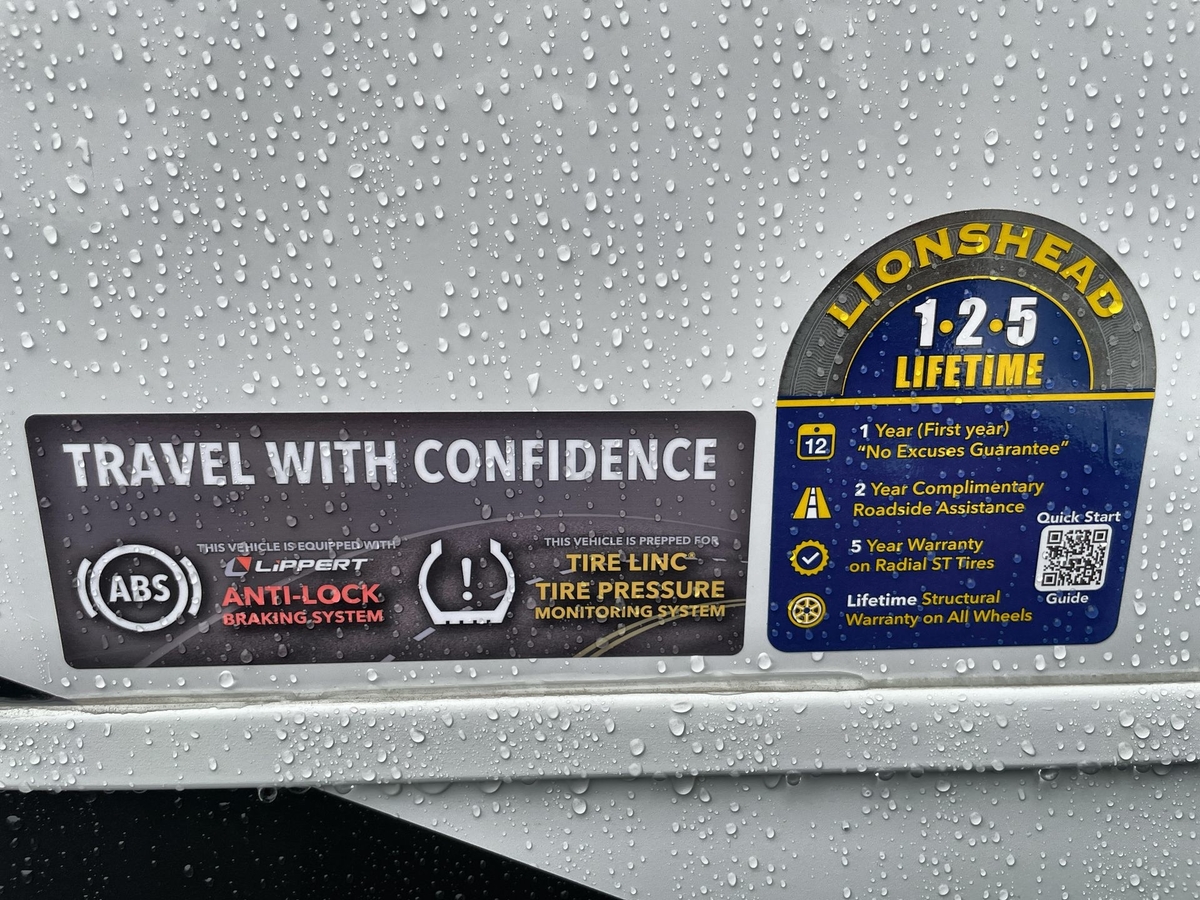 TRAVEL WITH CONFIDENCE
ABS
THIS VEHICLE IS EQUIPPED WITH
LIPPERT
ANTI-LOCK
BRAKING SYSTEM
!
THIS VEHICLE IS PREPPED FOR
TIRE LINC®
TIRE PRESSURE
MONITORING SYSTEM
LIONSHEAD
1•2•5
LIFETIME
12
1 Year (First year)
"No Excuses Guarantee"
2 Year Complimentary
Roadside Assistance
5 Year Warranty
on Radial ST Tires
Quick Start
Guide
Lifetime Structural
Warranty on All Wheels